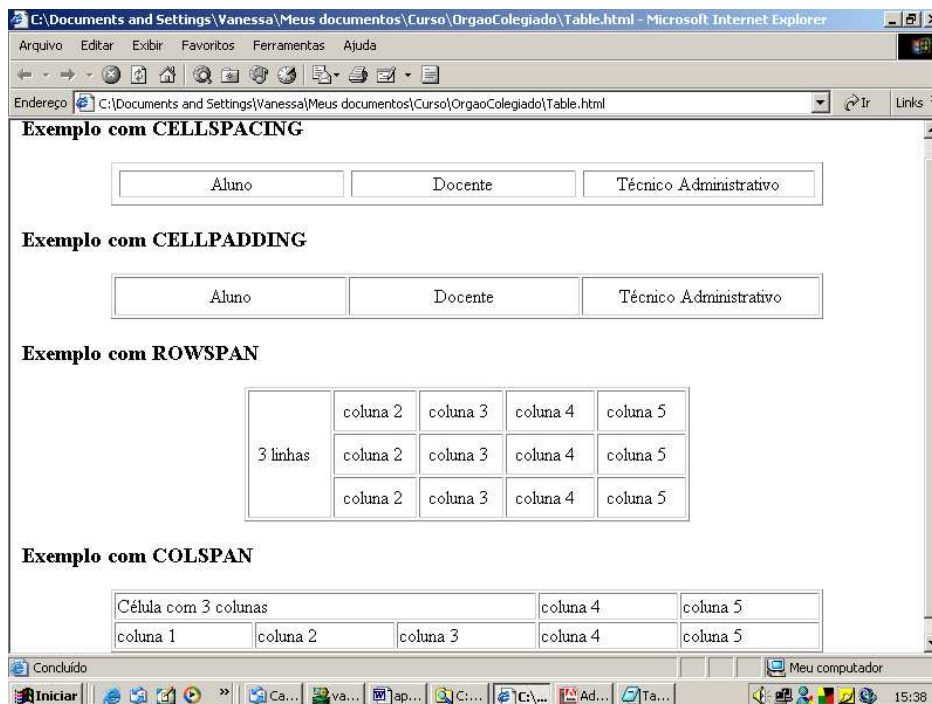 C:\Documents and Settings\Vanessa\Meus documentos\Curso\OrgaoColegiado\Table.html - Microsoft Internet Explorer
Arquivo Editar Exibir Favoritos Ferramentas Ajuda
Endereço C:\Documents and Settings\Vanessa\Meus documentos\Curso\OrgaoColegiado\Table.html Ir Links
Exemplo com CELLSPACING
Aluno Docente Técnico Administrativo
Exemplo com CELLPADDING
Aluno Docente Técnico Administrativo
Exemplo com ROWSPAN
coluna 2 coluna 3 coluna 4 coluna 5
3 linhas coluna 2 coluna 3 coluna 4 coluna 5
coluna 2 coluna 3 coluna 4 coluna 5
Exemplo com COLSPAN
Célula com 3 colunas coluna 4 coluna 5
coluna 1 coluna 2 coluna 3 coluna 4 coluna 5
Concluído Meu computador
Iniciar » Ca... va... ap... C:... C:\... Ad... Ta... 15:38